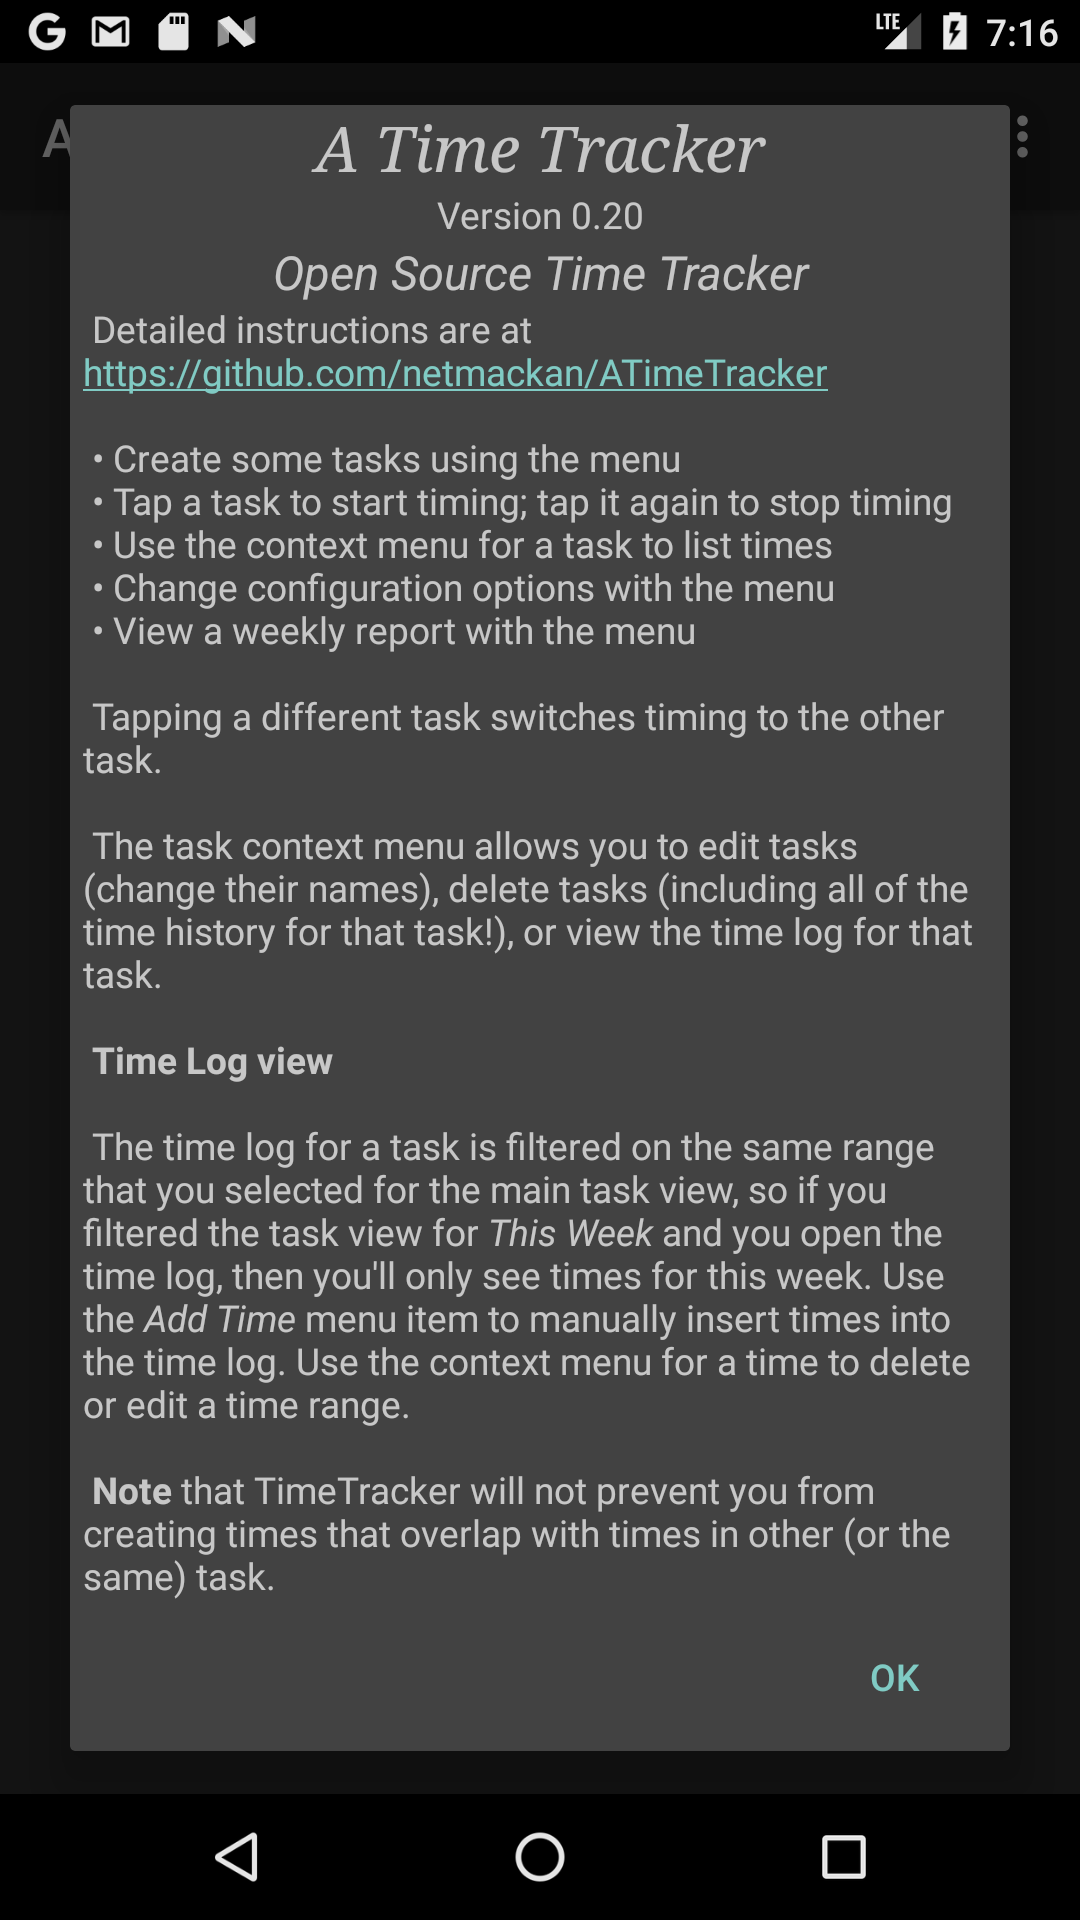 LTE 7:16
A Time Tracker
Version 0.20
Open Source Time Tracker
Detailed instructions are at
https://github.com/netmackan/ATimeTracker
• Create some tasks using the menu
• Tap a task to start timing; tap it again to stop timing
• Use the context menu for a task to list times
• Change configuration options with the menu
• View a weekly report with the menu
Tapping a different task switches timing to the other
task.
The task context menu allows you to edit tasks
(change their names), delete tasks (including all of the
time history for that task!), or view the time log for that
task.
Time Log view
The time log for a task is filtered on the same range
that you selected for the main task view, so if you
filtered the task view for This Week and you open the
time log, then you'll only see times for this week. Use
the Add Time menu item to manually insert times into
the time log. Use the context menu for a time to delete
or edit a time range.
Note that TimeTracker will not prevent you from
creating times that overlap with times in other (or the
same) task.
OK